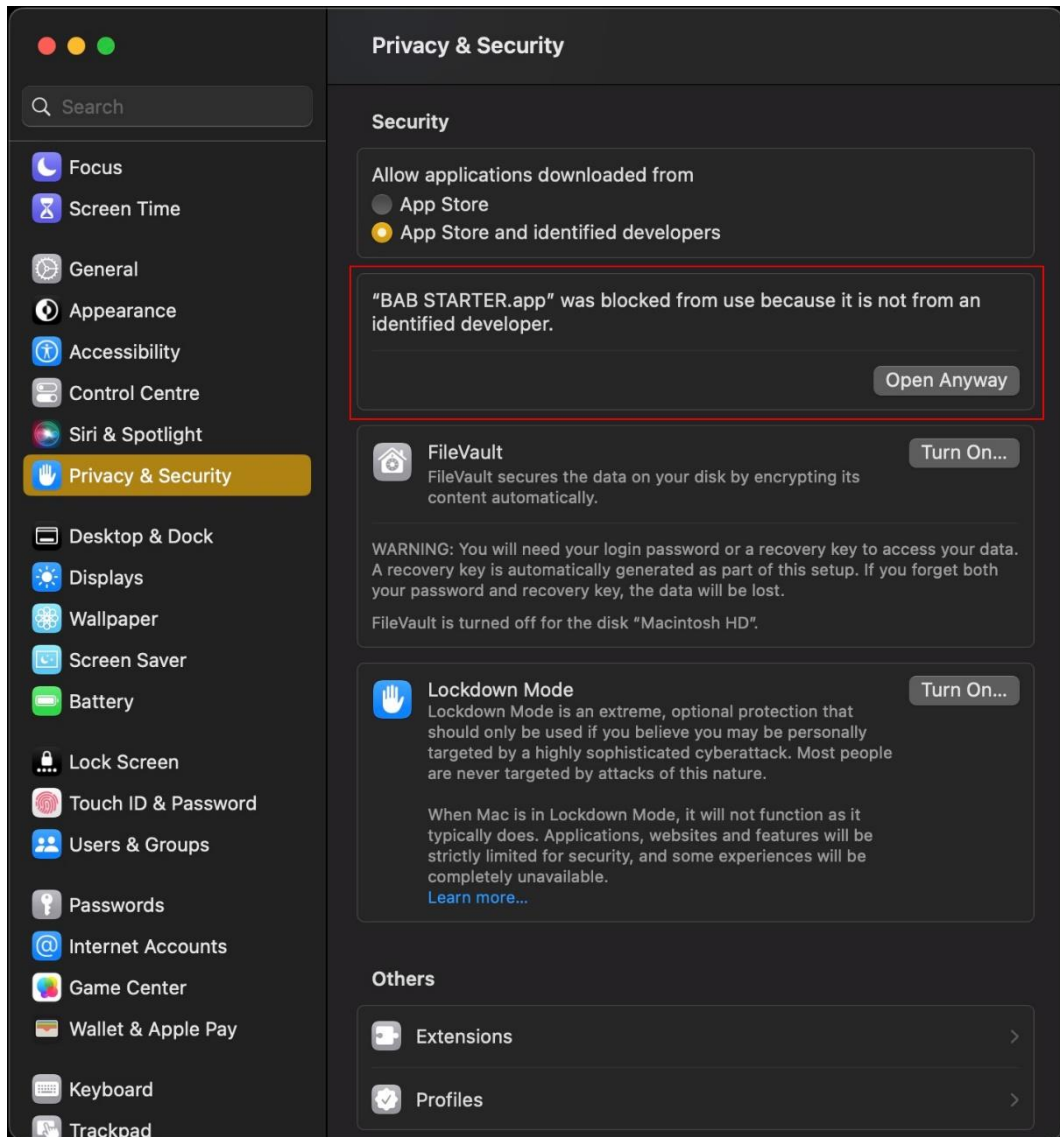 Privacy & Security
Search
Focus
Screen Time
General
Appearance
Accessibility
Control Centre
Siri & Spotlight
Privacy & Security
Desktop & Dock
Displays
Wallpaper
Screen Saver
Battery
Lock Screen
Touch ID & Password
Users & Groups
Passwords
Internet Accounts
Game Center
Wallet & Apple Pay
Keyboard
Trackpad
Security
Allow applications downloaded from
App Store
App Store and identified developers
“BAB STARTER.app” was blocked from use because it is not from an
identified developer.
Open Anyway
FileVault
Turn On...
FileVault secures the data on your disk by encrypting its
content automatically.
WARNING: You will need your login password or a recovery key to access your data.
A recovery key is automatically generated as part of this setup. If you forget both
your password and recovery key, the data will be lost.
FileVault is turned off for the disk “Macintosh HD”.
Lockdown Mode
Turn On...
Lockdown Mode is an extreme, optional protection that
should only be used if you believe you may be personally
targeted by a highly sophisticated cyberattack. Most people
are never targeted by attacks of this nature.
When Mac is in Lockdown Mode, it will not function as it
typically does. Applications, websites and features will be
strictly limited for security, and some experiences will be
completely unavailable.
Learn more...
Others
Extensions
Profiles